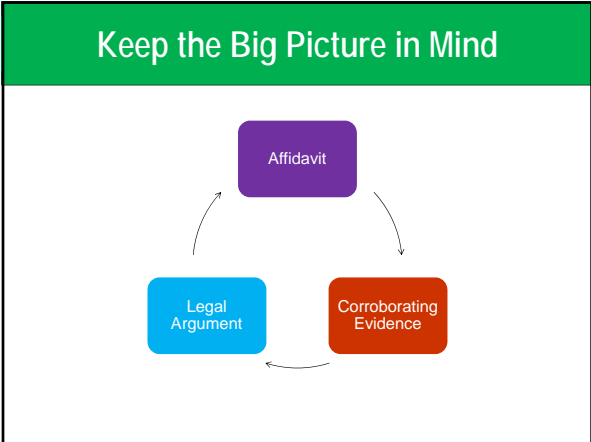 Keep the Big Picture in Mind
Affidavit
Legal
Argument
Corroborating
Evidence